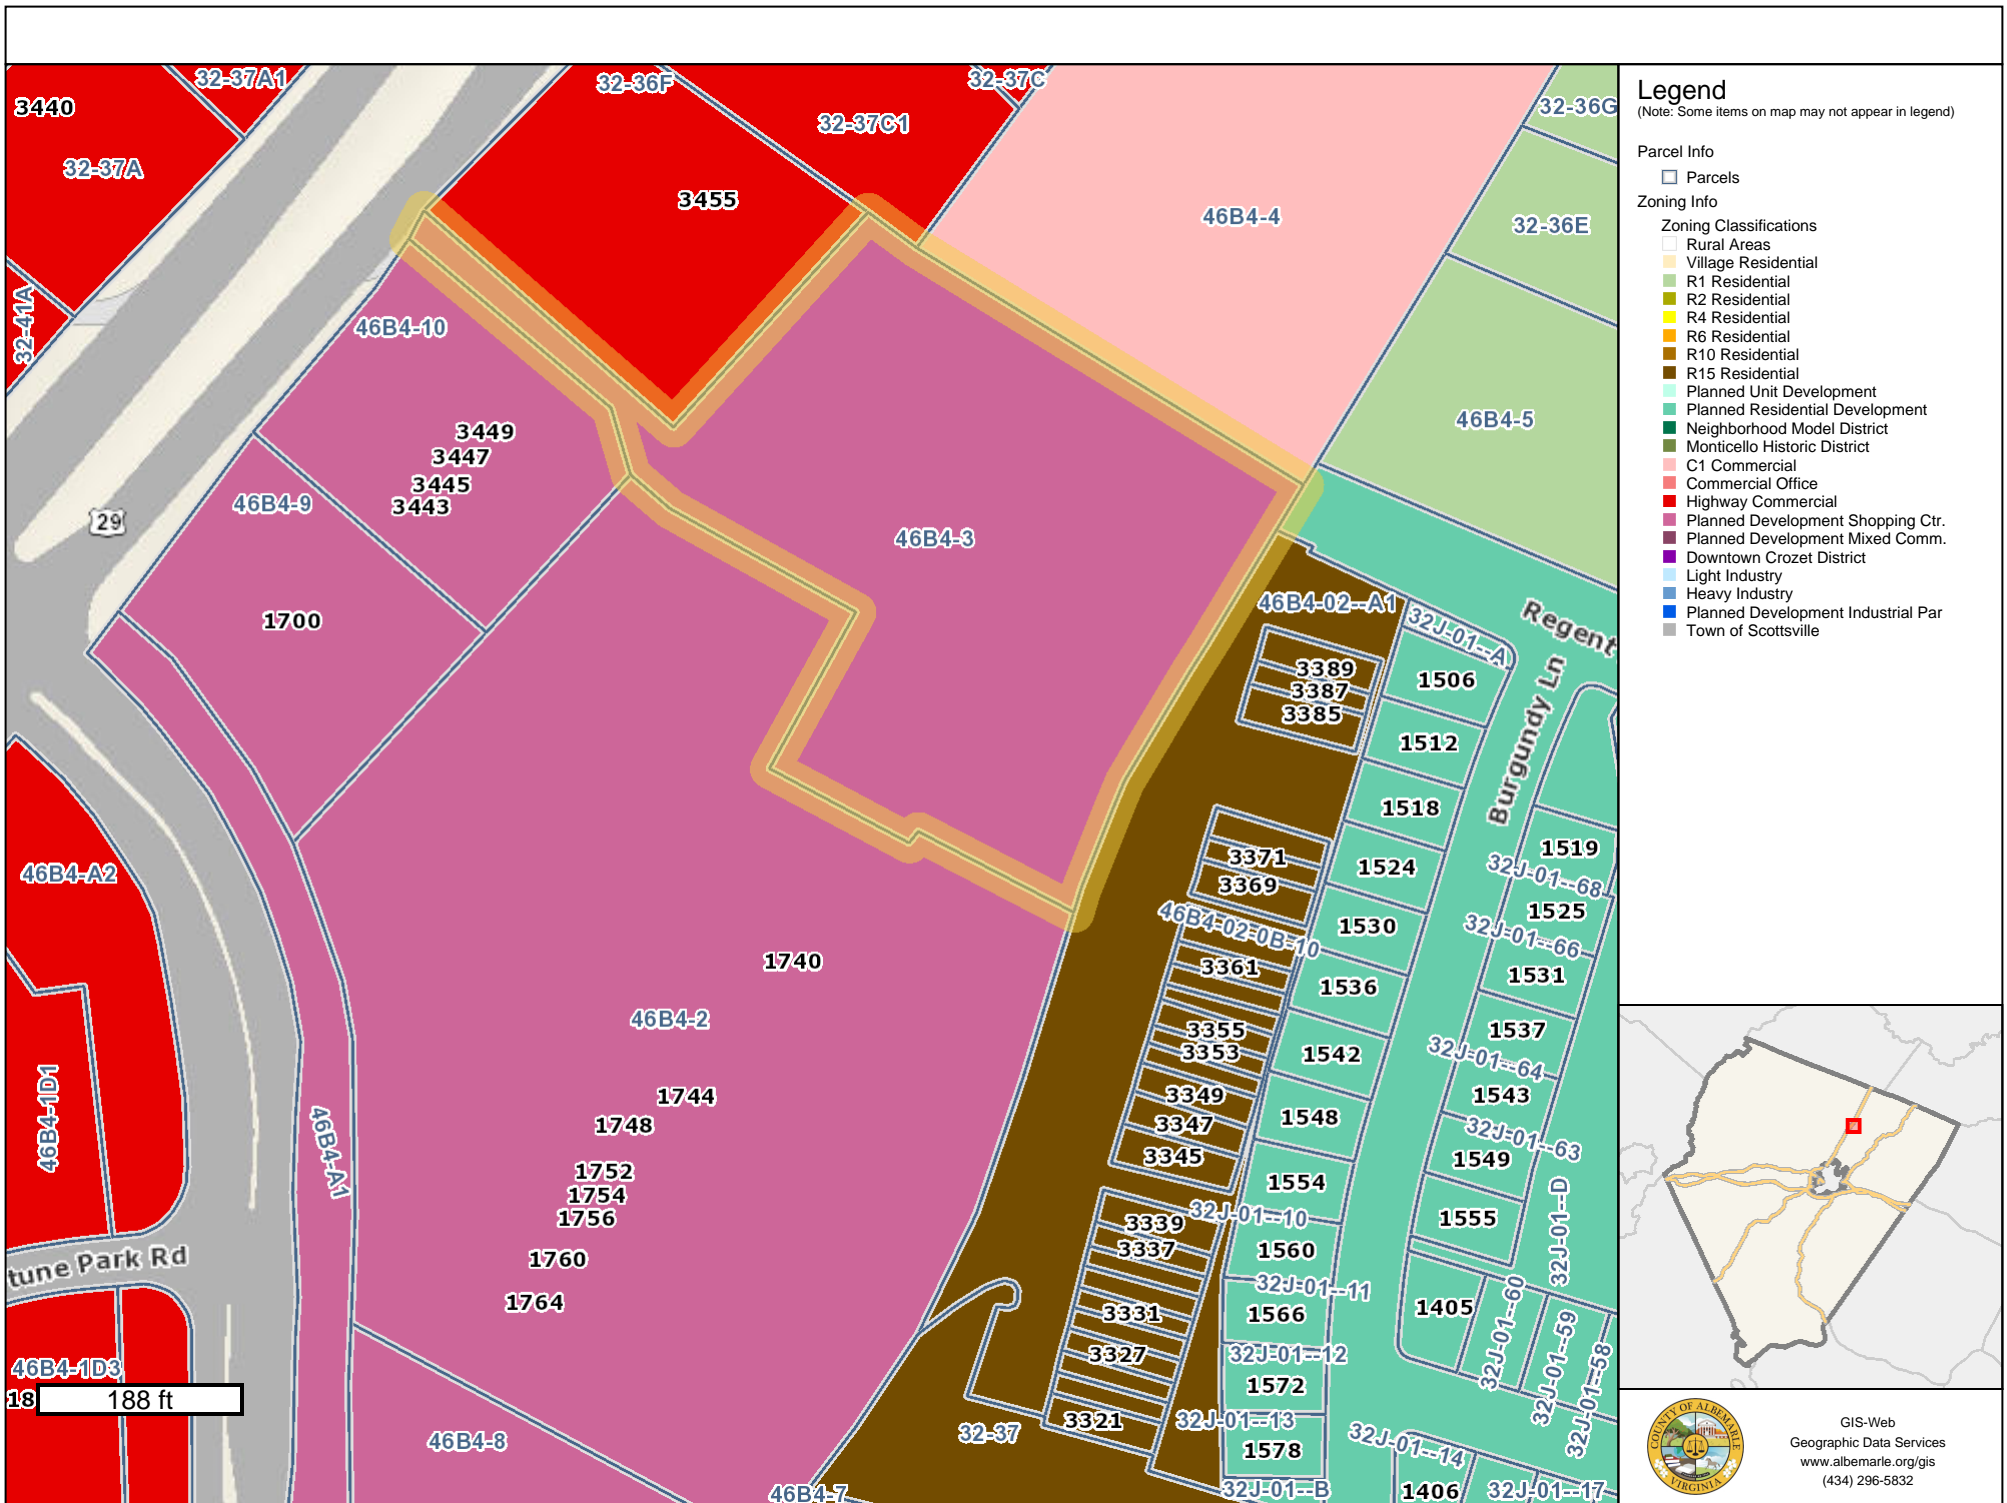 32-37A1
32-36F
32-37C
3440
32-37C1
32-36G
32-37A
3455
46B4-4
32-36E
32-41A
46B4-10
46B4-5
3449
3447
3445
3443
46B4-9
29
46B4-3
1700
46B4-02--A1
32J-01--A
Regent
3389
3387
3385
1506
Burgundy Ln
1512
1518
1519
3371
1524
32J-01--68
46B4-A2
3369
1525
46B4-02-0B-10
1530
32J-01--66
1740
3361
1531
1536
46B4-2
3355
1537
3353
1542
32J-01--64
1744
3349
1543
1748
3347
1548
32J-01--63
46B4-1D1
46B4-A1
3345
1549
1752
1754
1554
1756
3339
32J-01--10
1555
32J-01--D
3337
1560
tune Park Rd
1760
32J-01--11
1764
3331
1566
1405
32J-01--60
32J-01--59
32J-01--58
3327
32J-01--12
46B4-1D3
1572
18
188 ft
3321
32J-01--13
32-37
46B4-8
1578
32J-01--14
46B4-7
32J-01--B
1406
32J-01--17
Legend
(Note: Some items on map may not appear in legend)
Parcel Info
Parcels
Zoning Info
Zoning Classifications
Rural Areas
Village Residential
R1 Residential
R2 Residential
R4 Residential
R6 Residential
R10 Residential
R15 Residential
Planned Unit Development
Planned Residential Development
Neighborhood Model District
Monticello Historic District
C1 Commercial
Commercial Office
Highway Commercial
Planned Development Shopping Ctr.
Planned Development Mixed Comm.
Downtown Crozet District
Light Industry
Heavy Industry
Planned Development Industrial Par
Town of Scottsville
COUNTY OF ALBEMARLE
VIRGINIA
GIS-Web
Geographic Data Services
www.albemarle.org/gis
(434) 296-5832